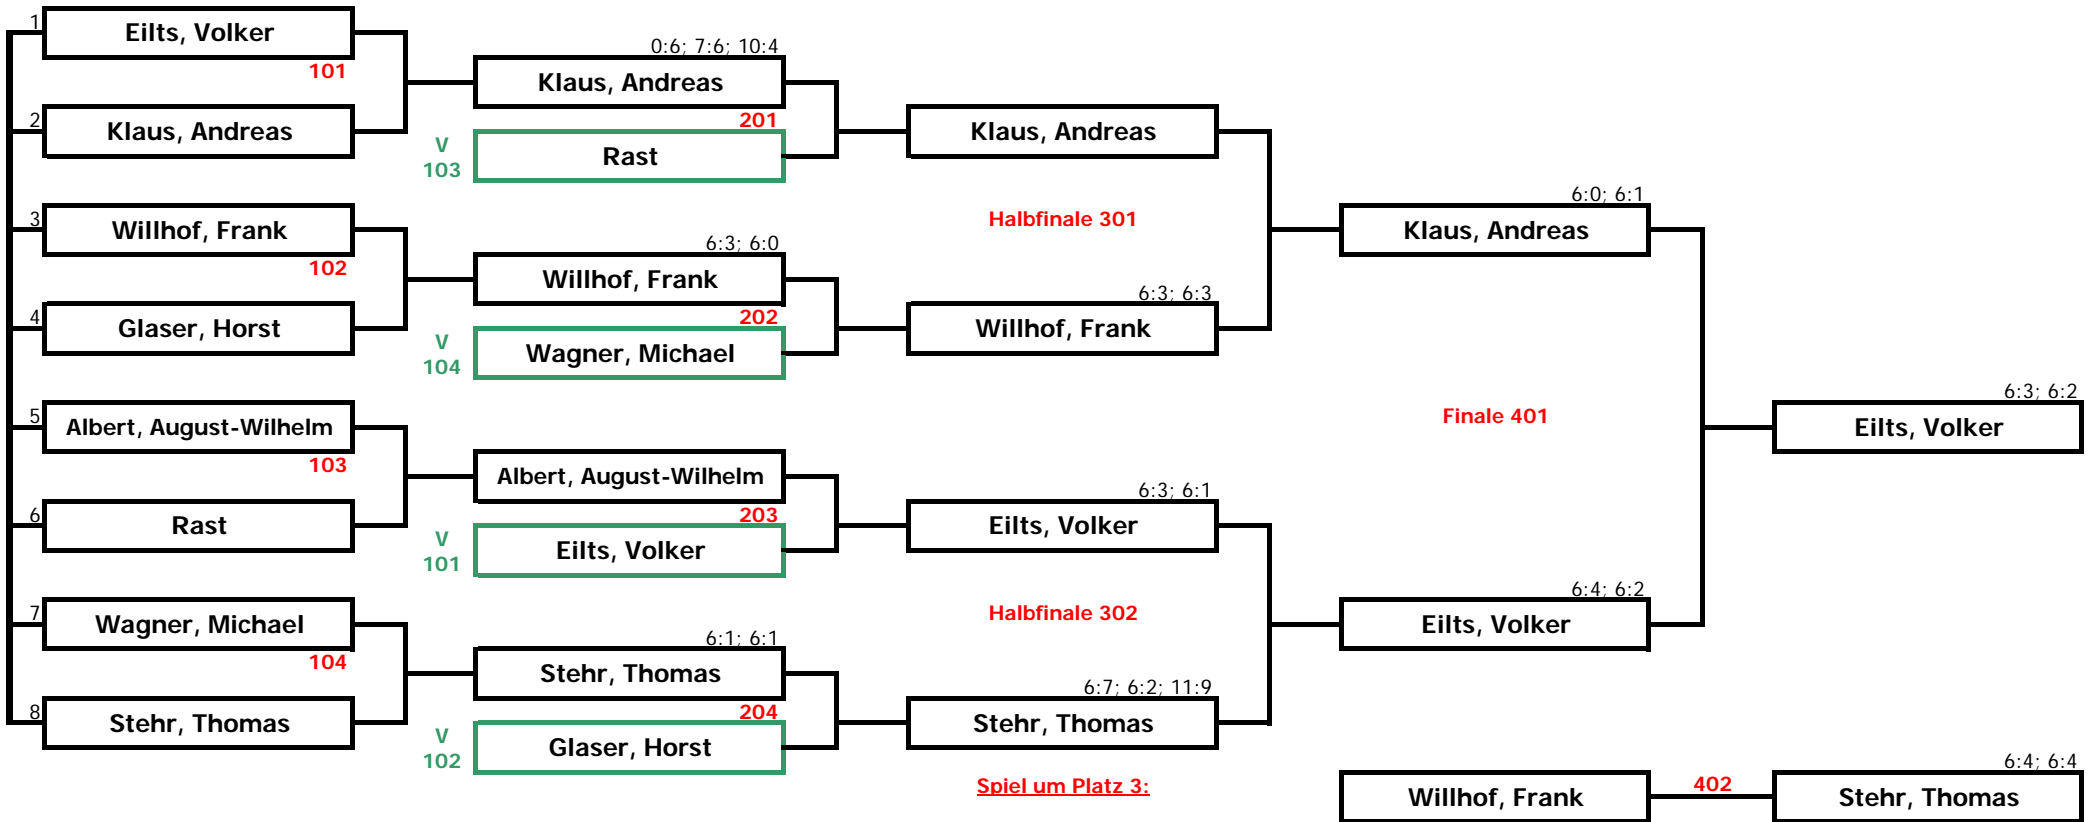 1
Eilts, Volker
101
2
Klaus, Andreas
3
Willhof, Frank
102
4
Glaser, Horst
5
Albert, August-Wilhelm
103
6
Rast
7
Wagner, Michael
104
8
Stehr, Thomas
0:6; 7:6; 10:4
Klaus, Andreas
201
V
103
Rast
6:3; 6:0
Willhof, Frank
202
V
104
Wagner, Michael
Albert, August-Wilhelm
203
V
101
Eilts, Volker
6:1; 6:1
Stehr, Thomas
204
V
102
Glaser, Horst
Klaus, Andreas
Halbfinale 301
6:3; 6:3
Willhof, Frank
6:3; 6:1
Eilts, Volker
Halbfinale 302
6:7; 6:2; 11:9
Stehr, Thomas
Spiel um Platz 3:
6:0; 6:1
Klaus, Andreas
Finale 401
6:4; 6:2
Eilts, Volker
6:3; 6:2
Eilts, Volker
Willhof, Frank
402
6:4; 6:4
Stehr, Thomas